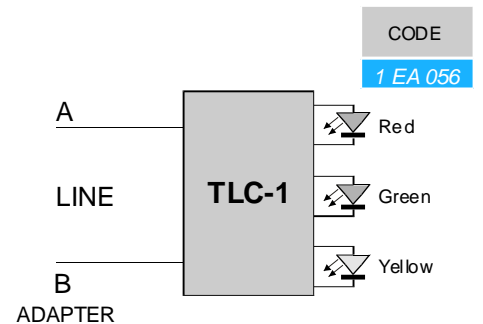 CODE
1 EA 056
A
Red
LINE
TLC-1
Green
B
Yellow
ADAPTER